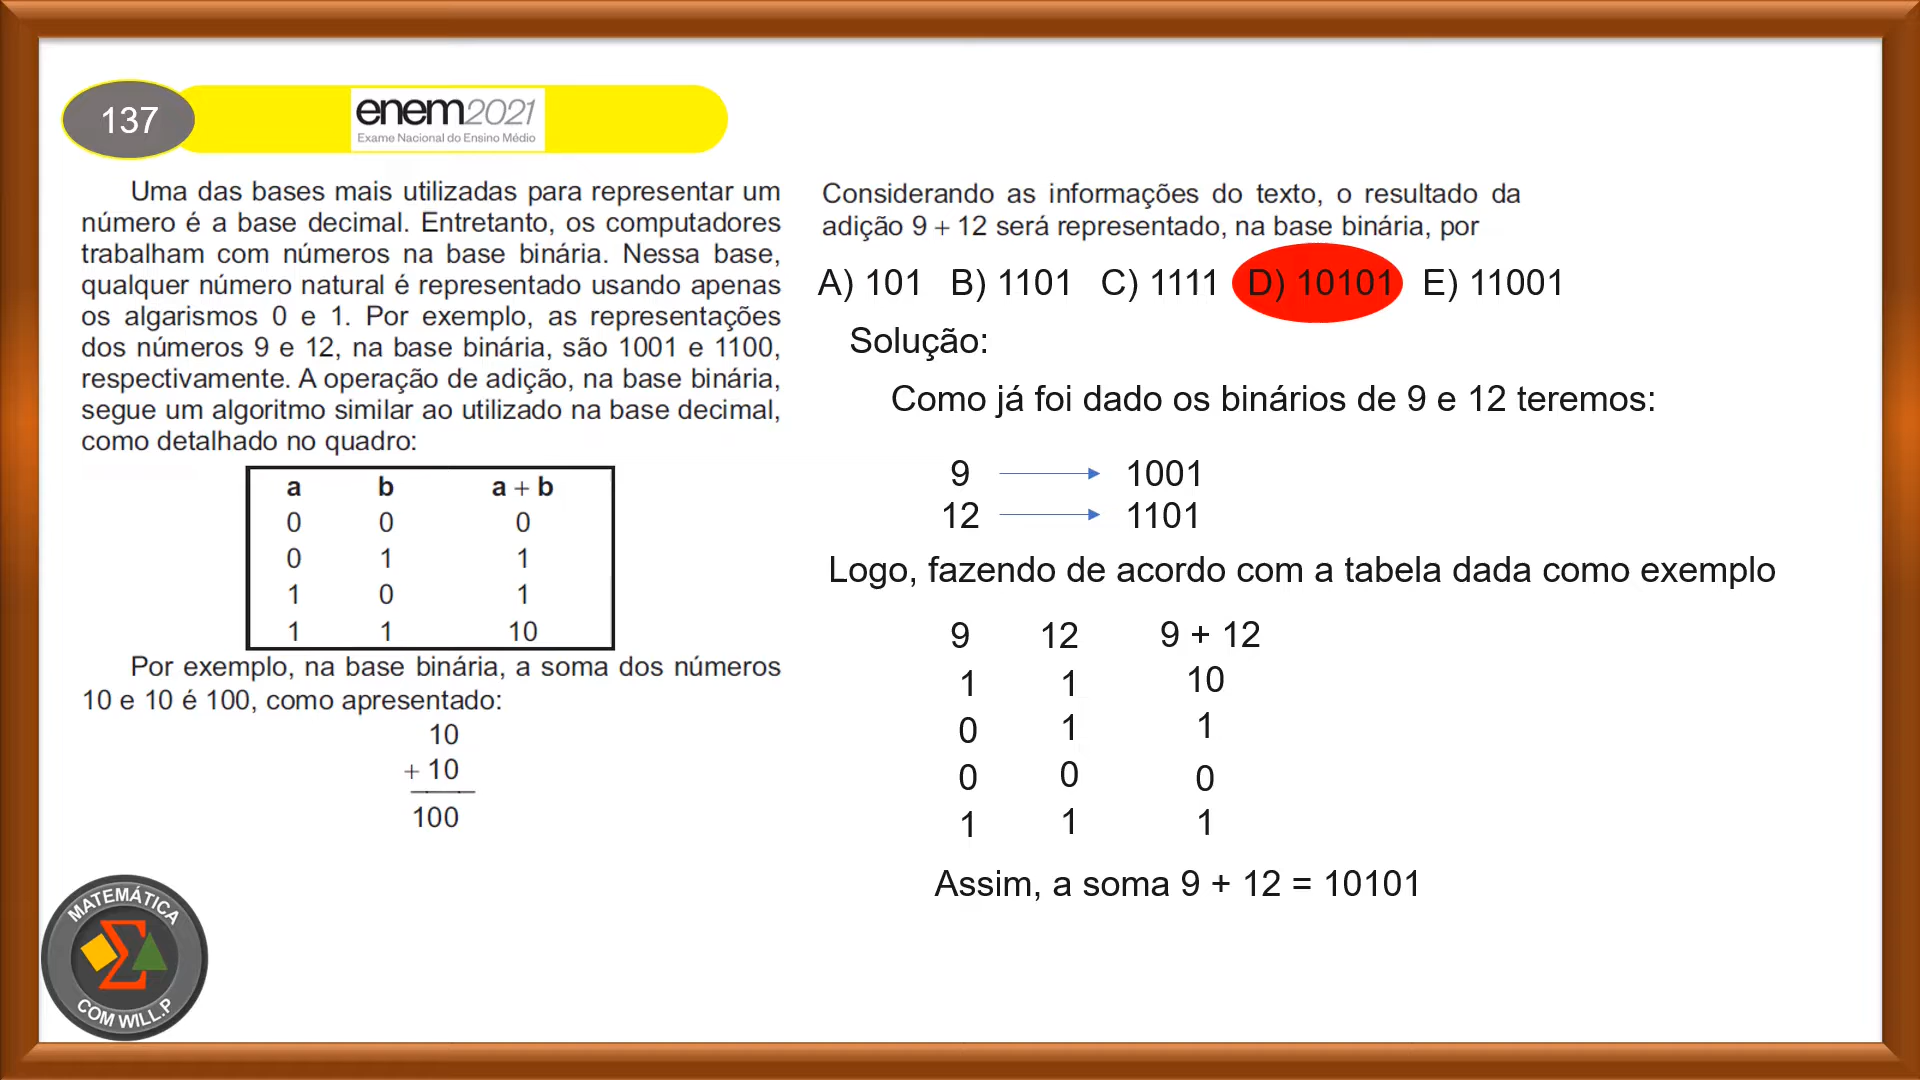 137
enem2021
Exame Nacional do Ensino Médio
Uma das bases mais utilizadas para representar um
número é a base decimal. Entretanto, os computadores
trabalham com números na base binária. Nessa base,
qualquer número natural é representado usando apenas
os algarismos 0 e 1. Por exemplo, as representações
dos números 9 e 12, na base binária, são 1001 e 1100,
respectivamente. A operação de adição, na base binária,
segue um algoritmo similar ao utilizado na base decimal,
como detalhado no quadro:
a b a + b
0 0 0
0 1 1
1 0 1
1 1 10
Por exemplo, na base binária, a soma dos números
10 e 10 é 100, como apresentado:
10
+ 10
100
MATEMÁTICA
COM WILL.P
Considerando as informações do texto, o resultado da
adição 9 + 12 será representado, na base binária, por
A) 101 B) 1101 C) 1111 D) 10101 E) 11001
Solução:
Como já foi dado os binários de 9 e 12 teremos:
9 1001
12 1101
Logo, fazendo de acordo com a tabela dada como exemplo
9 12 9 + 12
1 1 10
0 1 1
0 0 0
1 1 1
Assim, a soma 9 + 12 = 10101